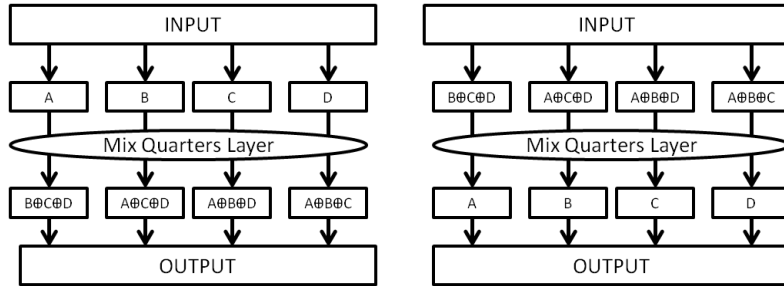 INPUT
A B C D
Mix Quarters Layer
B⊕C⊕D A⊕C⊕D A⊕B⊕D A⊕B⊕C
OUTPUT
INPUT
B⊕C⊕D A⊕C⊕D A⊕B⊕D A⊕B⊕C
Mix Quarters Layer
A B C D
OUTPUT